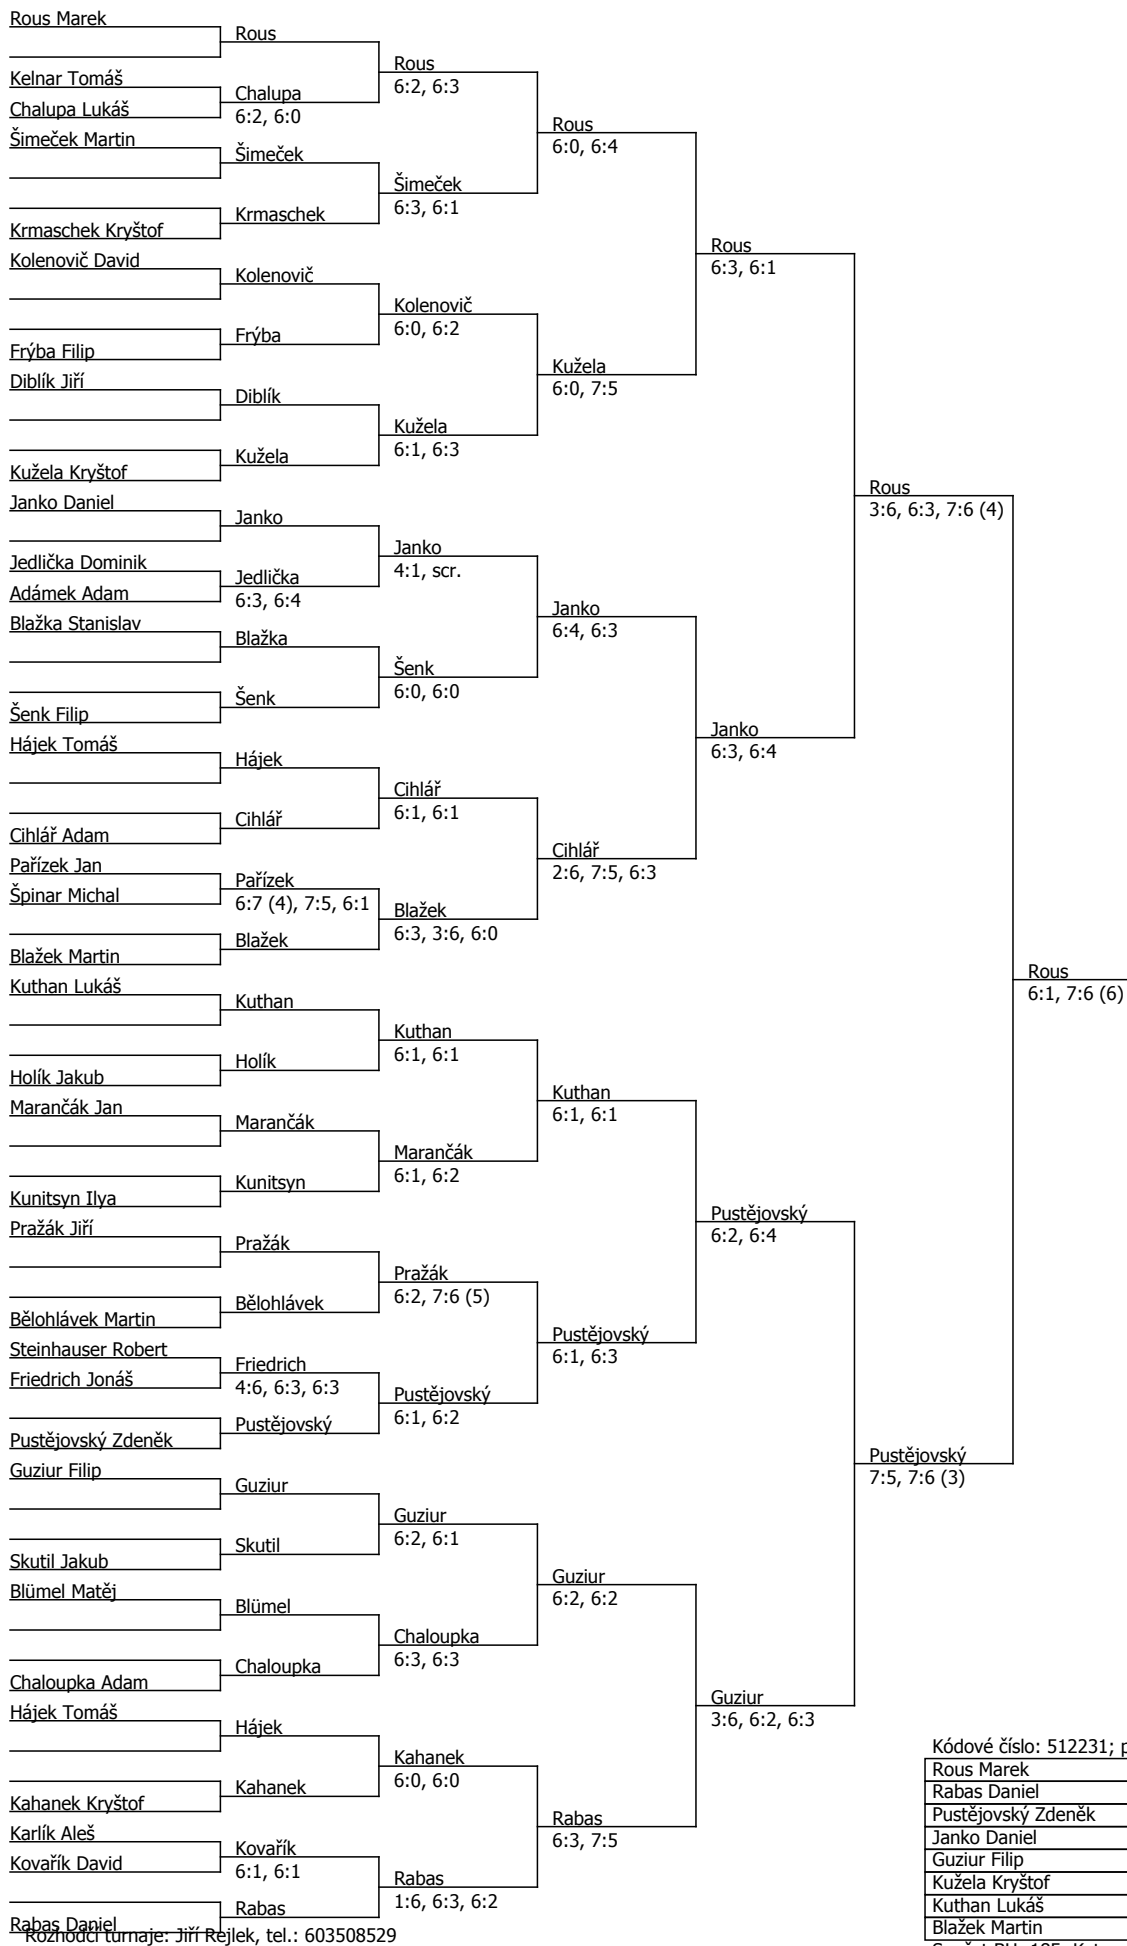 Rous Marek
Kelnar Tomáš
Chalupa Lukáš
Šimeček Martin
Krmaschek Kryštof
Kolenovič David
Frýba Filip
Diblík Jiří
Kužela Kryštof
Janko Daniel
Jedlička Dominik
Adámek Adam
Blažka Stanislav
Šenk Filip
Hájek Tomáš
Cihlář Adam
Pařízek Jan
Špinar Michal
Blažek Martin
Kuthan Lukáš
Holík Jakub
Marančák Jan
Kunitsyn Ilya
Pražák Jiří
Bělohlávek Martin
Steinhauser Robert
Friedrich Jonáš
Pustějovský Zdeněk
Guziur Filip
Skutil Jakub
Blümel Matěj
Chaloupka Adam
Hájek Tomáš
Kahanek Kryštof
Karlík Aleš
Kovařík David
Rabas Daniel
Rous
Chalupa
6:2, 6:0
Šimeček
Krmaschek
Kolenovič
Frýba
Diblík
Kužela
Janko
Jedlička
6:3, 6:4
Blažka
Šenk
Hájek
Cihlář
Pařízek
6:7 (4), 7:5, 6:1
Blažek
Kuthan
Holík
Marančák
Kunitsyn
Pražák
Bělohlávek
Friedrich
4:6, 6:3, 6:3
Pustějovský
Guziur
Skutil
Blümel
Chaloupka
Hájek
Kahanek
Kovařík
6:1, 6:1
Rabas
Rous
6:2, 6:3
Šimeček
6:3, 6:1
Kolenovič
6:0, 6:2
Kužela
6:1, 6:3
Janko
4:1, scr.
Šenk
6:0, 6:0
Cihlář
6:1, 6:1
Blažek
6:3, 3:6, 6:0
Kuthan
6:1, 6:1
Marančák
6:1, 6:2
Pražák
6:2, 7:6 (5)
Pustějovský
6:1, 6:2
Guziur
6:2, 6:1
Chaloupka
6:3, 6:3
Kahanek
6:0, 6:0
Rabas
1:6, 6:3, 6:2
Rous
6:0, 6:4
Kužela
6:0, 7:5
Janko
6:4, 6:3
Cihlář
2:6, 7:5, 6:3
Kuthan
6:1, 6:1
Pustějovský
6:1, 6:3
Guziur
6:2, 6:2
Rabas
6:3, 7:5
Rous
6:3, 6:1
Janko
6:3, 6:4
Pustějovský
6:2, 6:4
Guziur
3:6, 6:2, 6:3
Rous
3:6, 6:3, 7:6 (4)
Pustějovský
7:5, 7:6 (3)
Rous
6:1, 7:6 (6)
Kódové číslo: 512231; p
Rous Marek
Rabas Daniel
Pustějovský Zdeněk
Janko Daniel
Guziur Filip
Kužela Kryštof
Kuthan Lukáš
Blažek Martin
Rozhodčí turnaje: Jiří Rejlek, tel.: 603508529